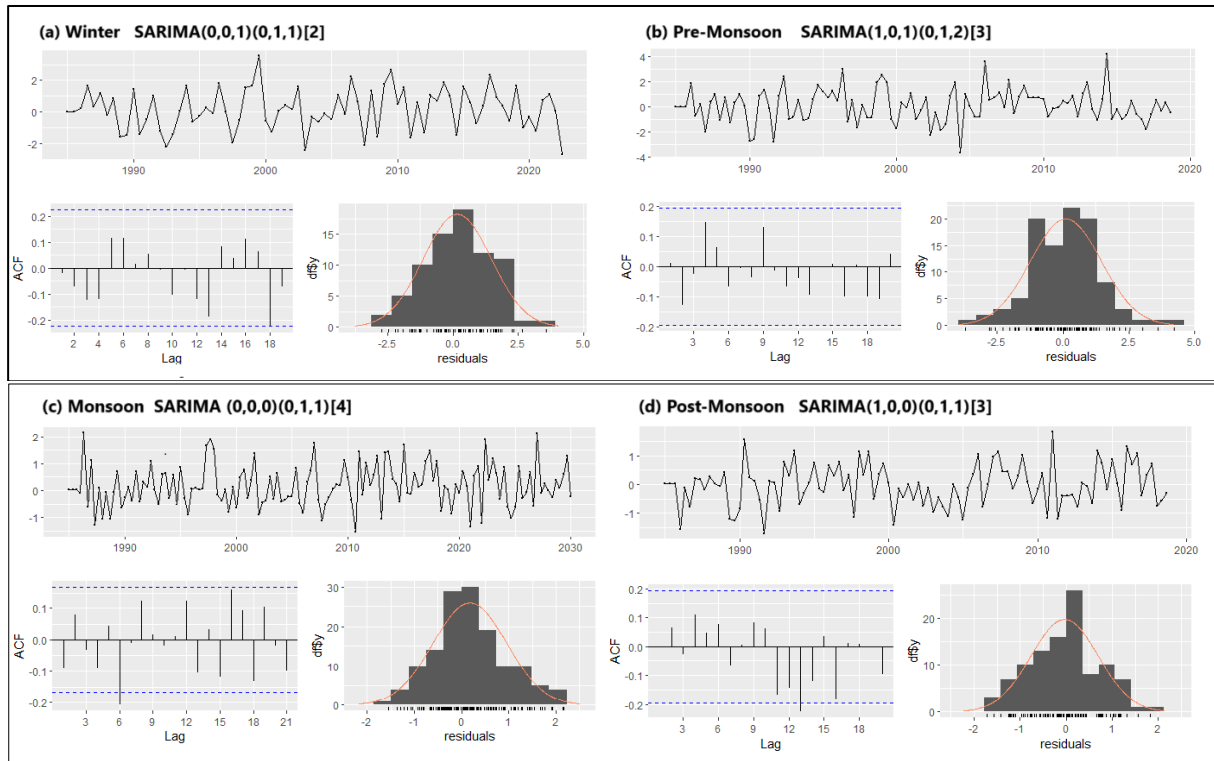 (a) Winter SARIMA(0,0,1)(0,1,1)[2]
2
0
-2
1990
2000
2010
2020
ACF
0.2
0.1
0.0
-0.1
-0.2
2 4 6 8 10 12 14 16 18
Lag
df$y
15
10
5
0
-2.5 0.0 2.5 5.0
residuals
(b) Pre-Monsoon SARIMA(1,0,1)(0,1,2)[3]
4
2
0
-2
-4
1990
2000
2010
2020
ACF
0.2
0.1
0.0
-0.1
-0.2
3 6 9 12 15 18
Lag
df$y
20
15
10
5
0
-2.5 0.0 2.5 5.0
residuals
(c) Monsoon SARIMA (0,0,0)(0,1,1)[4]
2
1
0
-1
1990
2000
2010
2020
2030
ACF
0.1
0.0
-0.1
-0.2
3 6 9 12 15 18 21
Lag
df$y
30
20
10
0
-2 -1 0 1 2
residuals
(d) Post-Monsoon SARIMA(1,0,0)(0,1,1)[3]
1
0
-1
1990
2000
2010
2020
ACF
0.2
0.1
0.0
-0.1
-0.2
3 6 9 12 15 18
Lag
df$y
20
10
0
-2 -1 0 1 2
residuals